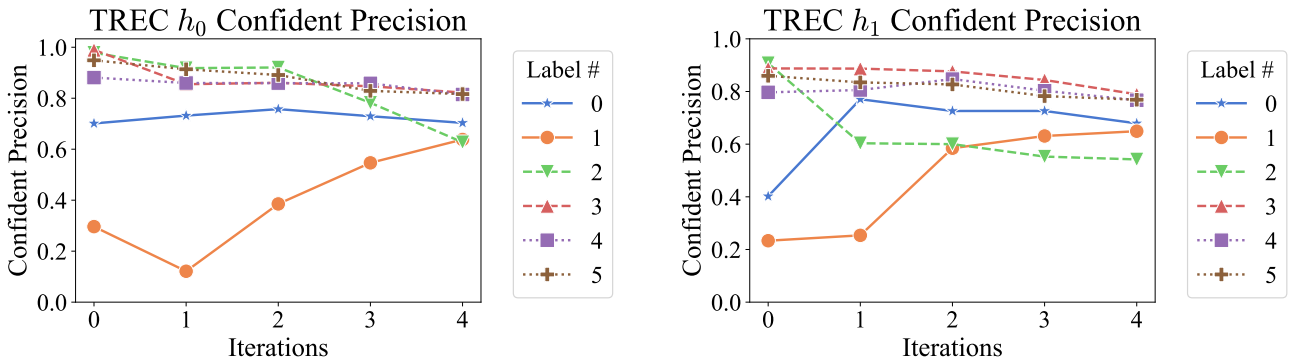 TREC h₀ Confident Precision
Confident Precision
1.0
0.8
0.6
0.4
0.2
0.0
0 1 2 3 4
Iterations
Label #
0
1
2
3
4
5
TREC h₁ Confident Precision
Confident Precision
1.0
0.8
0.6
0.4
0.2
0.0
0 1 2 3 4
Iterations
Label #
0
1
2
3
4
5